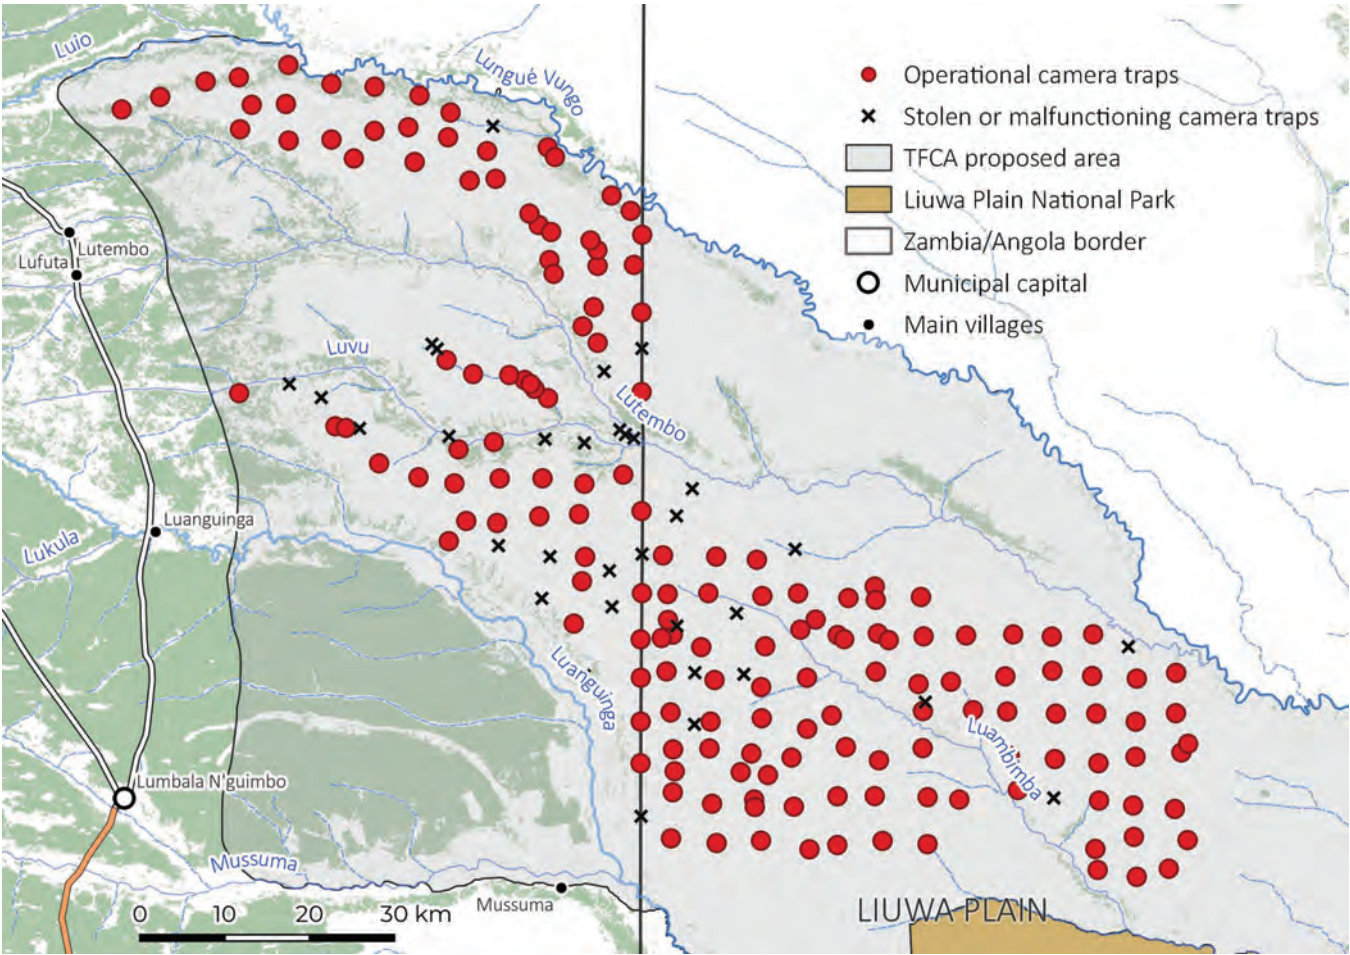 Luio
Lungué Vungo
Operational camera traps
Stolen or malfunctioning camera traps
TFCA proposed area
Liuwa Plain National Park
Zambia/Angola border
Municipal capital
Main villages
Lutembo
Lufuta
Luvu
Lutembo
Luanguinga
Lukula
Luanguinga
Luambimba
Lumbala N'guimbo
Mussuma
Mussuma
LIUWA PLAIN
0 10 20 30 km